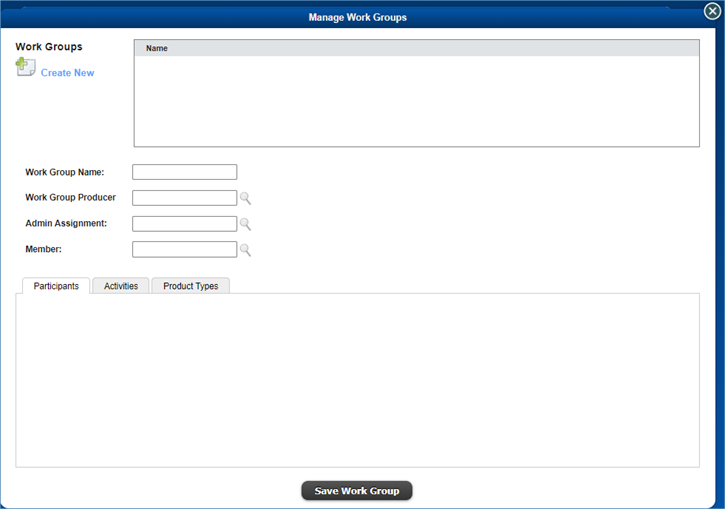 Manage Work Groups
Work Groups
Name
Create New
Work Group Name:
Work Group Producer
Admin Assignment:
Member:
Participants Activities Product Types
Save Work Group